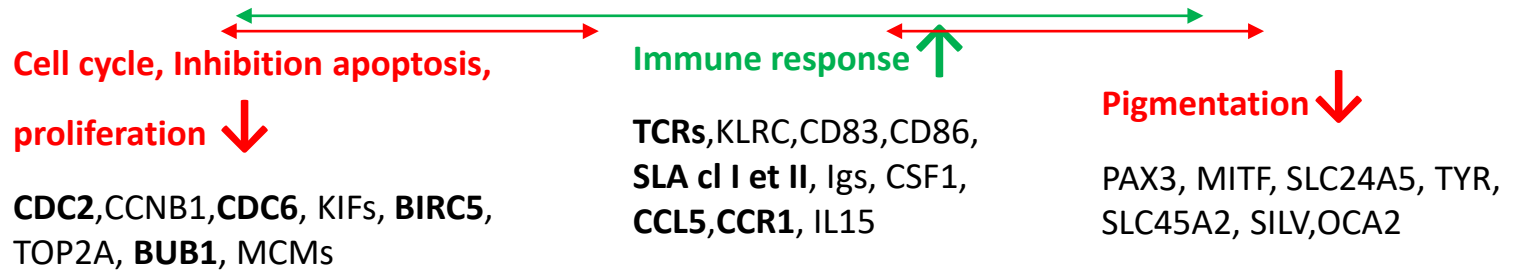 Cell cycle, Inhibition apoptosis,
proliferation
CDC2,CCNB1,CDC6, KIFs, BIRC5,
TOP2A, BUB1, MCMs
Immune response
TCRs,KLRC,CD83,CD86,
SLA cl I et II, Igs, CSF1,
CCL5,CCR1, IL15
Pigmentation
PAX3, MITF, SLC24A5, TYR,
SLC45A2, SILV,OCA2